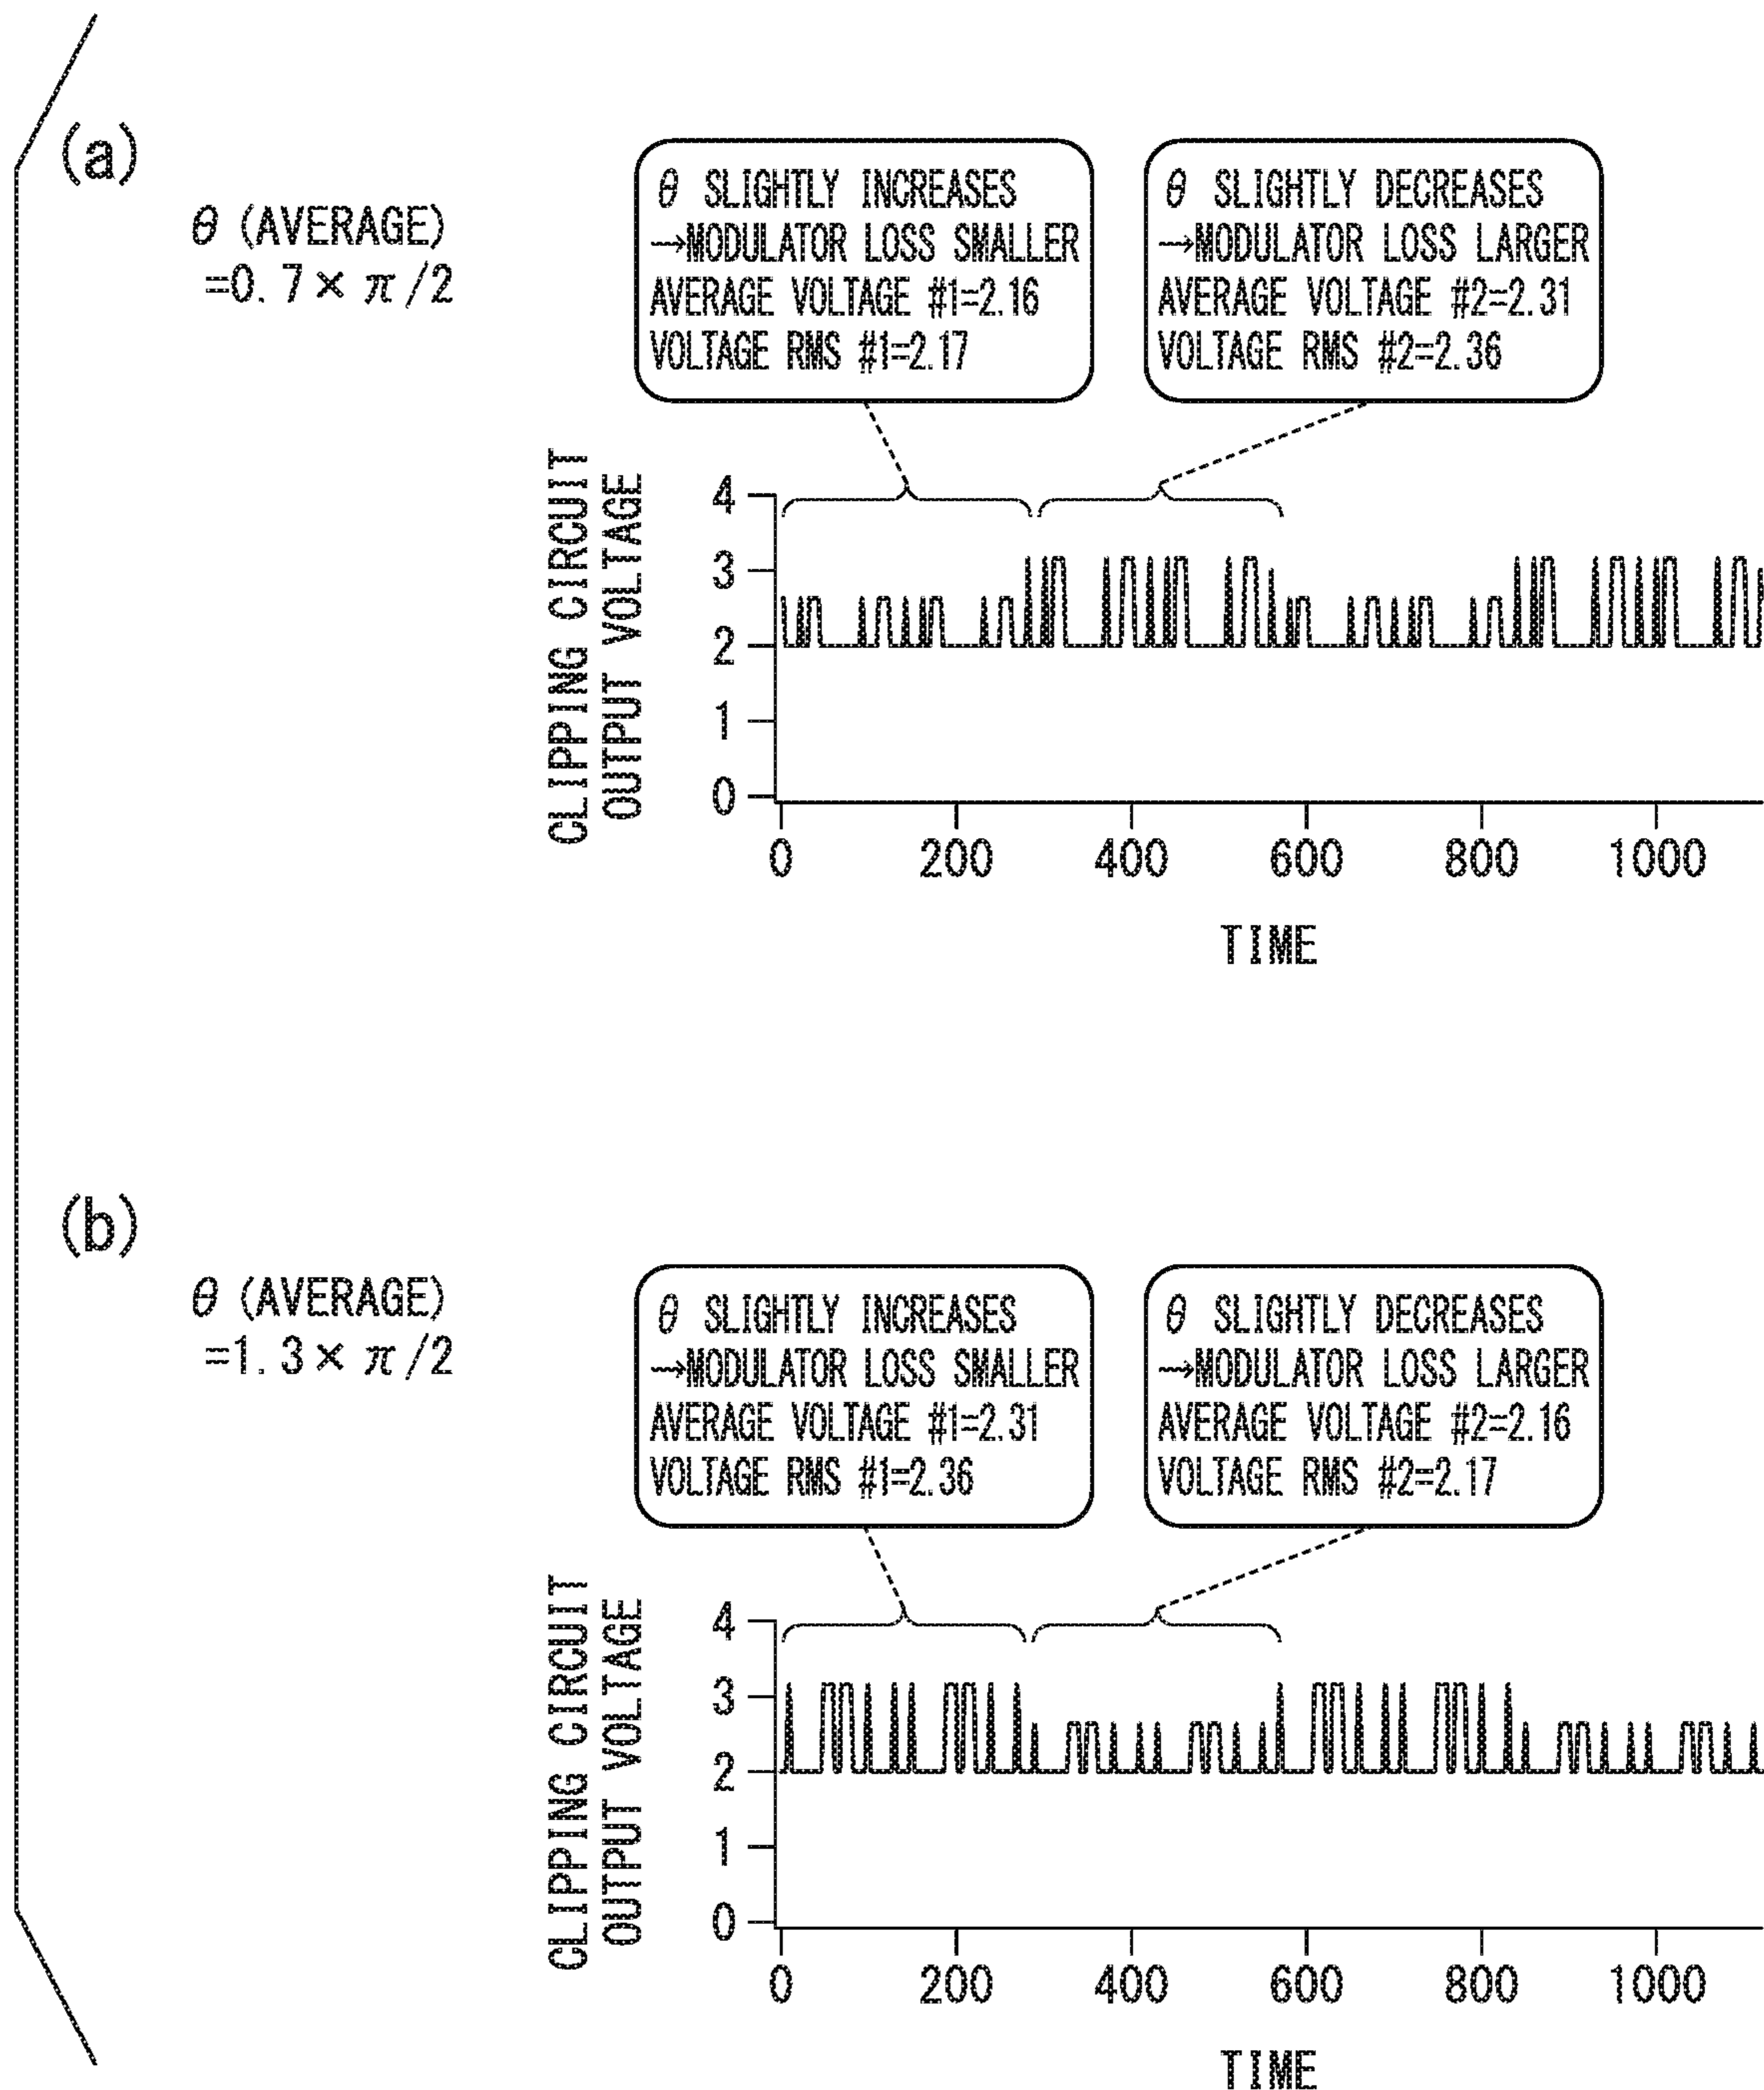 (a)
θ (AVERAGE)
=0.7× π/2
θ SLIGHTLY INCREASES
→MODULATOR LOSS SMALLER
AVERAGE VOLTAGE #1=2.16
VOLTAGE RMS #1=2.17
θ SLIGHTLY DECREASES
→MODULATOR LOSS LARGER
AVERAGE VOLTAGE #2=2.31
VOLTAGE RMS #2=2.36
CLIPPING CIRCUIT
OUTPUT VOLTAGE
4
3
2
1
0
0 200 400 600 800 1000
TIME
(b)
θ (AVERAGE)
=1.3× π/2
θ SLIGHTLY INCREASES
→MODULATOR LOSS SMALLER
AVERAGE VOLTAGE #1=2.31
VOLTAGE RMS #1=2.36
θ SLIGHTLY DECREASES
→MODULATOR LOSS LARGER
AVERAGE VOLTAGE #2=2.16
VOLTAGE RMS #2=2.17
CLIPPING CIRCUIT
OUTPUT VOLTAGE
4
3
2
1
0
0 200 400 600 800 1000
TIME